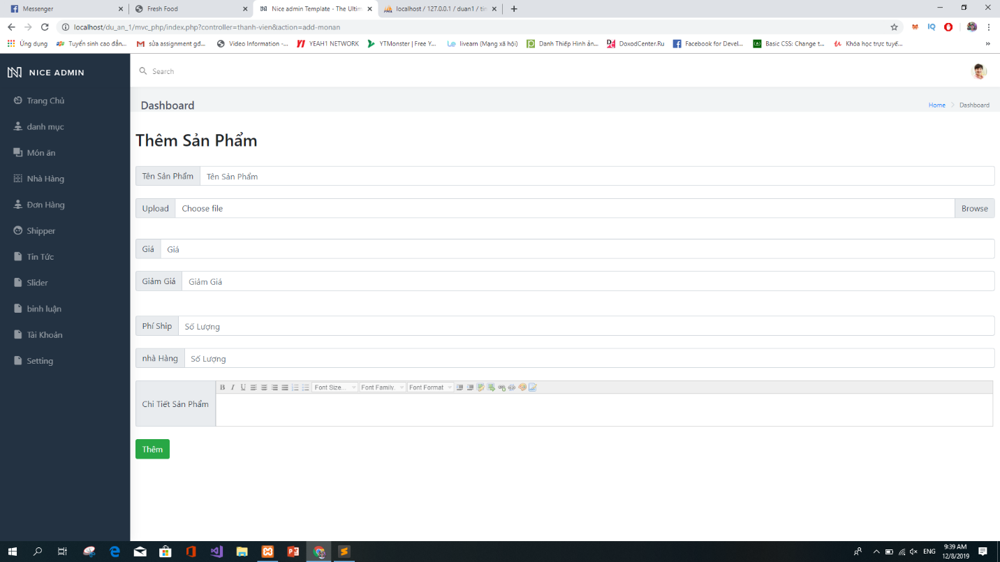 Messenger
Fresh Food
Nice admin Template - The Ultim
localhost / 127.0.0.1 / duan1 / tin
localhost/du_an_1/mvc_php/index.php?controller=thanh-vien&action=add-monan
IQ
Ứng dụng
Tuyển sinh cao đẳn...
sửa assignment gđ...
Video Information -...
YEAH1 NETWORK
YTMonster | Free Y...
liveam (Mạng xã hội)
Danh Thiếp Hình ản...
DoxodCenter.Ru
Facebook for Devel...
Basic CSS: Change t...
Khóa học trực tuyế...
»
NICE ADMIN
Search
Trang Chủ
Dashboard
Home
Dashboard
danh mục
Món ăn
Nhà Hàng
Đơn Hàng
Shipper
Tin Tức
Slider
bình luận
Tài Khoản
Setting
Thêm Sản Phẩm
Tên Sản Phẩm
Tên Sản Phẩm
Upload
Choose file
Browse
Giá
Giá
Giảm Giá
Giảm Giá
Phí Ship
Số Lượng
nhà Hàng
Số Lượng
Chi Tiết Sản Phẩm
B I U
Font Size...
Font Family.
Font Format
Thêm
ENG
9:39 AM
12/8/2019